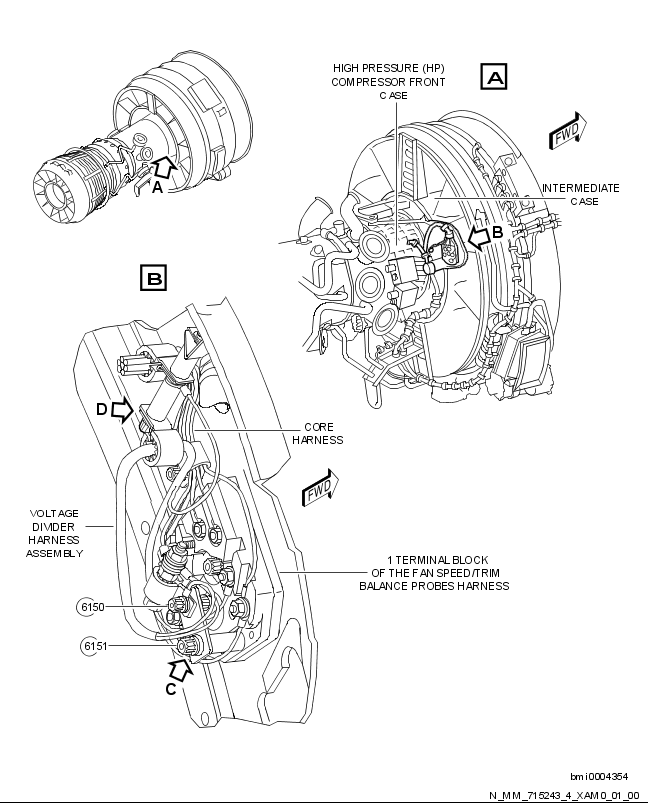 HIGH PRESSURE (HP)
COMPRESSOR FRONT
CASE
A
FWD
INTERMEDIATE
CASE
A
B
B
D
CORE
HARNESS
FWD
VOLTAGE
DIVIDER
HARNESS
ASSEMBLY
1 TERMINAL BLOCK
OF THE FAN SPEED/TRIM
BALANCE PROBES HARNESS
6150
6151
C
bmi0004354
N_MM_715243_4_XAM0_01_00